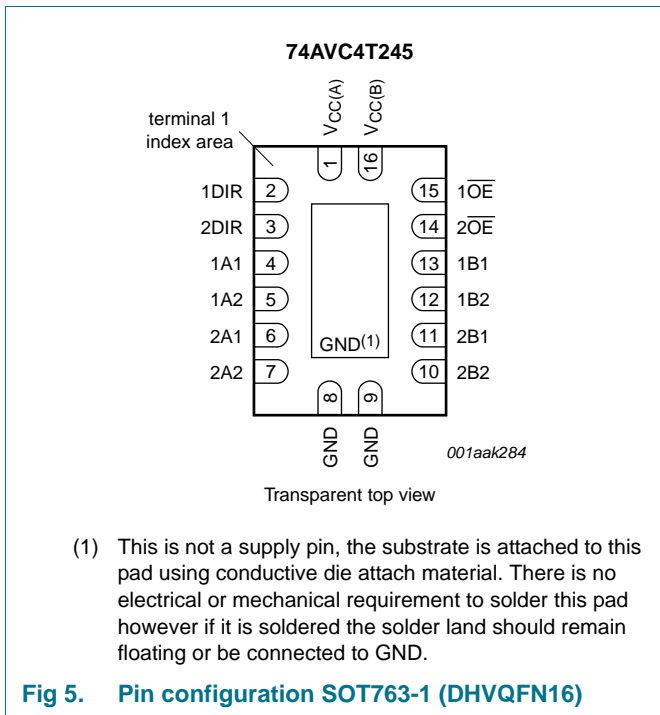 74AVC4T245
terminal 1
index area
VCC(A)
VCC(B)
1
16
1DIR 2
15 1O̅E̅
2DIR 3
14 2O̅E̅
1A1 4
13 1B1
1A2 5
12 1B2
2A1 6
11 2B1
2A2 7
10 2B2
GND(1)
8
9
GND
GND
001aak284
Transparent top view
(1) This is not a supply pin, the substrate is attached to this
pad using conductive die attach material. There is no
electrical or mechanical requirement to solder this pad
however if it is soldered the solder land should remain
floating or be connected to GND.
Fig 5. Pin configuration SOT763-1 (DHVQFN16)